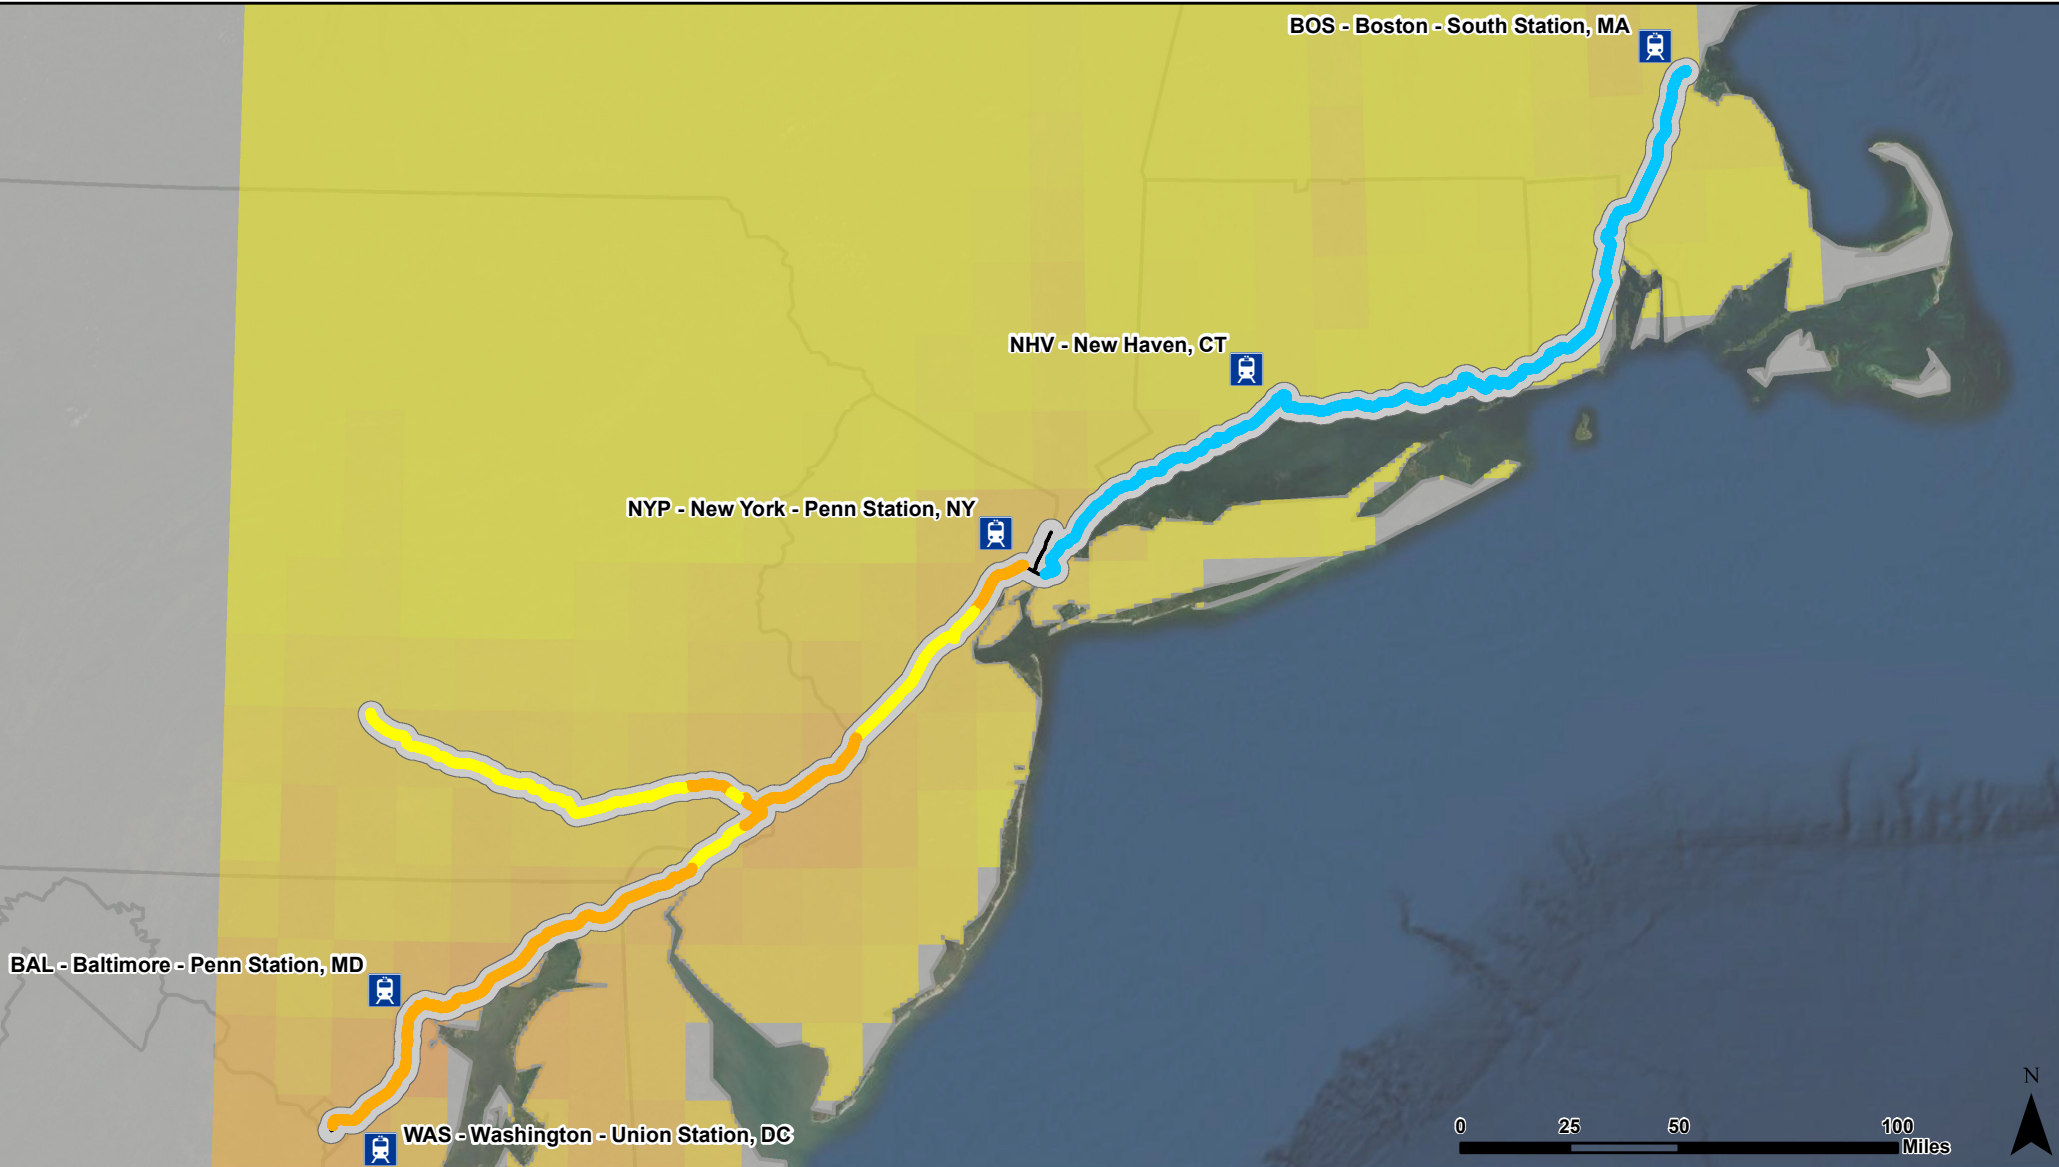 BOS - Boston - South Station, MA
NHV - New Haven, CT
NYP - New York - Penn Station, NY
BAL - Baltimore - Penn Station, MD
WAS - Washington - Union Station, DC
N
0 25 50 100
Miles